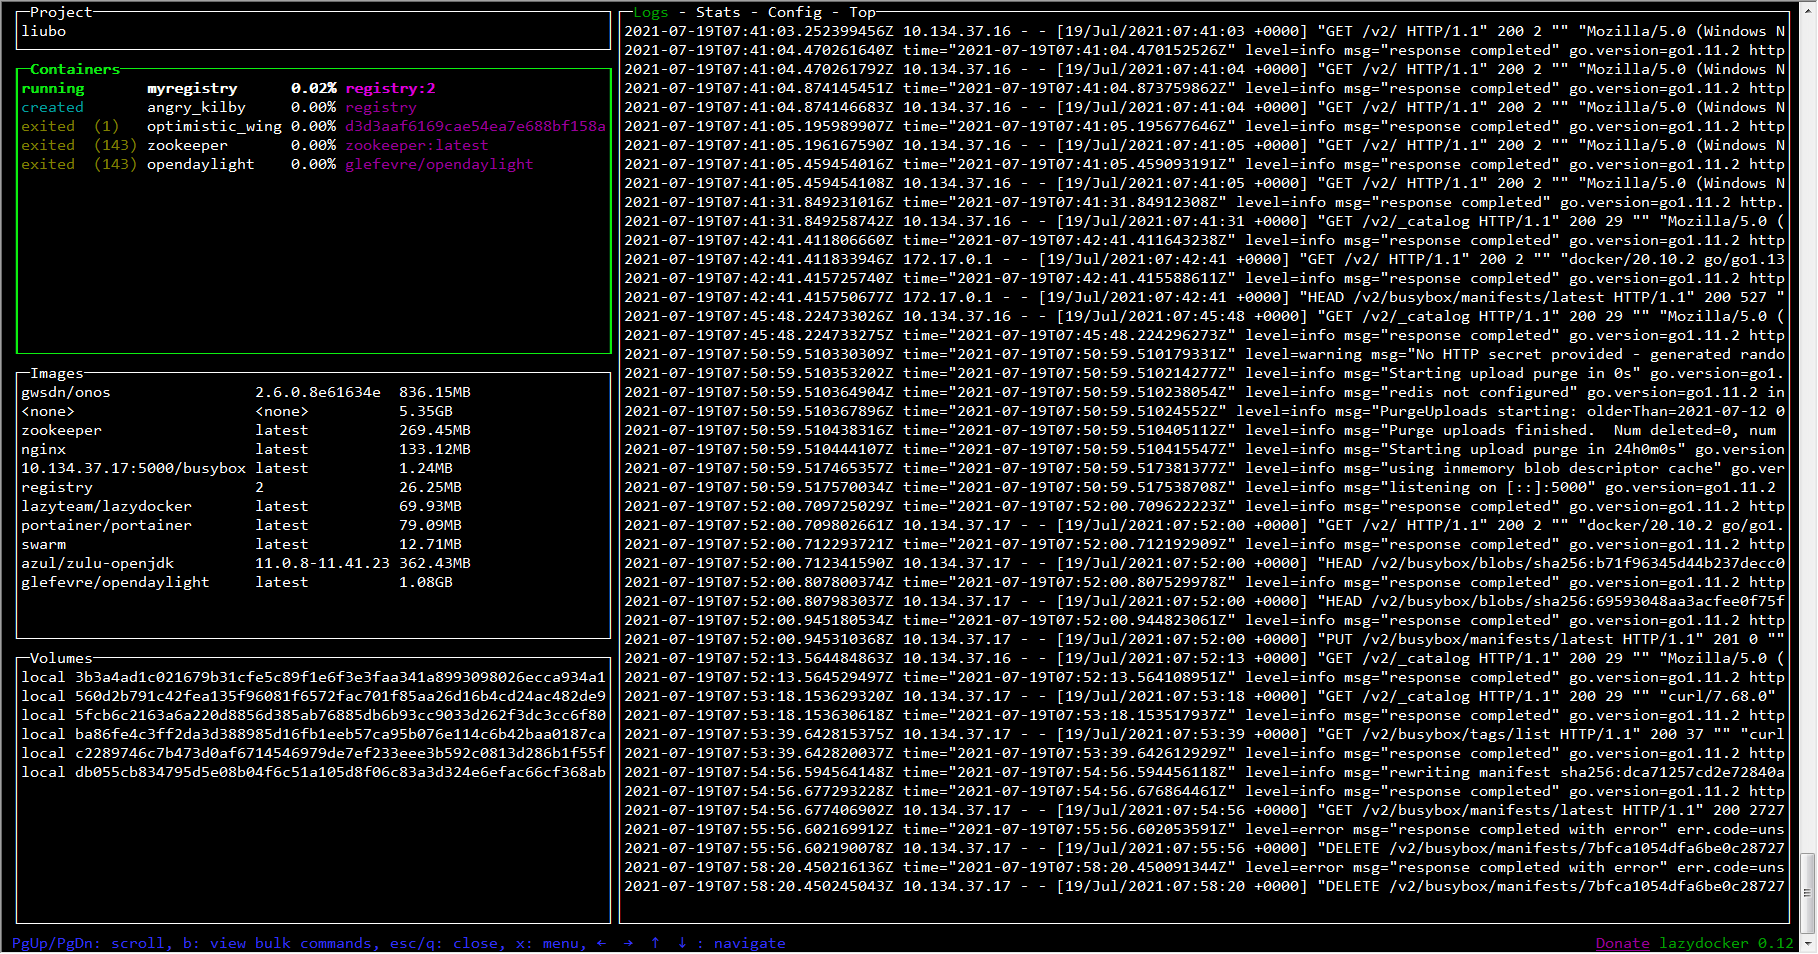 Project
liubo
Containers
running myregistry 0.02% registry:2
created angry_kilby 0.00% registry
exited (1) optimistic_wing 0.00% d3d3aaf6169cae54ea7e688bf158a
exited (143) zookeeper 0.00% zookeeper:latest
exited (143) opendaylight 0.00% glefevre/opendaylight
Images
gwsdn/onos 2.6.0.8e61634e 836.15MB
<none> <none> 5.35GB
zookeeper latest 269.45MB
nginx latest 133.12MB
10.134.37.17:5000/busybox latest 1.24MB
registry 2 26.25MB
lazyteam/lazydocker latest 69.93MB
portainer/portainer latest 79.09MB
swarm latest 12.71MB
azul/zulu-openjdk 11.0.8-11.41.23 362.43MB
glefevre/opendaylight latest 1.08GB
Volumes
local 3b3a4ad1c021679b31cfe5c89f1e6f3e3faa341a8993098026ecca934a1
local 560d2b791c42fea135f96081f6572fac701f85aa26d16b4cd24ac482de9
local 5fcb6c2163a6a220d8856d385ab76885db6b93cc9033d262f3dc3cc6f80
local ba86fe4c3ff2da3d388985d16fb1eeb57ca95b076e114c6b42baa0187ca
local c2289746c7b473d0af6714546979de7ef233eee3b592c0813d286b1f55f
local db055cb834795d5e08b04f6c51a105d8f06c83a3d324e6efac66cf368ab
Logs - Stats - Config - Top
2021-07-19T07:41:03.252399456Z 10.134.37.16 - - [19/Jul/2021:07:41:03 +0000] "GET /v2/ HTTP/1.1" 200 2 "" "Mozilla/5.0 (Windows N
2021-07-19T07:41:04.470261640Z time="2021-07-19T07:41:04.470152526Z" level=info msg="response completed" go.version=go1.11.2 http
2021-07-19T07:41:04.470261792Z 10.134.37.16 - - [19/Jul/2021:07:41:04 +0000] "GET /v2/ HTTP/1.1" 200 2 "" "Mozilla/5.0 (Windows N
2021-07-19T07:41:04.874145451Z time="2021-07-19T07:41:04.873759862Z" level=info msg="response completed" go.version=go1.11.2 http
2021-07-19T07:41:04.874146683Z 10.134.37.16 - - [19/Jul/2021:07:41:04 +0000] "GET /v2/ HTTP/1.1" 200 2 "" "Mozilla/5.0 (Windows N
2021-07-19T07:41:05.195989907Z time="2021-07-19T07:41:05.195677646Z" level=info msg="response completed" go.version=go1.11.2 http
2021-07-19T07:41:05.196167590Z 10.134.37.16 - - [19/Jul/2021:07:41:05 +0000] "GET /v2/ HTTP/1.1" 200 2 "" "Mozilla/5.0 (Windows N
2021-07-19T07:41:05.459454016Z time="2021-07-19T07:41:05.459093191Z" level=info msg="response completed" go.version=go1.11.2 http
2021-07-19T07:41:05.459454108Z 10.134.37.16 - - [19/Jul/2021:07:41:05 +0000] "GET /v2/ HTTP/1.1" 200 2 "" "Mozilla/5.0 (Windows N
2021-07-19T07:41:31.849231016Z time="2021-07-19T07:41:31.84912308Z" level=info msg="response completed" go.version=go1.11.2 http.
2021-07-19T07:41:31.849258742Z 10.134.37.16 - - [19/Jul/2021:07:41:31 +0000] "GET /v2/_catalog HTTP/1.1" 200 29 "" "Mozilla/5.0 (
2021-07-19T07:42:41.411806660Z time="2021-07-19T07:42:41.411643238Z" level=info msg="response completed" go.version=go1.11.2 http
2021-07-19T07:42:41.411833946Z 172.17.0.1 - - [19/Jul/2021:07:42:41 +0000] "GET /v2/ HTTP/1.1" 200 2 "" "docker/20.10.2 go/go1.13
2021-07-19T07:42:41.415725740Z time="2021-07-19T07:42:41.415588611Z" level=info msg="response completed" go.version=go1.11.2 http
2021-07-19T07:42:41.415750677Z 172.17.0.1 - - [19/Jul/2021:07:42:41 +0000] "HEAD /v2/busybox/manifests/latest HTTP/1.1" 200 527 "
2021-07-19T07:45:48.224733026Z 10.134.37.16 - - [19/Jul/2021:07:45:48 +0000] "GET /v2/_catalog HTTP/1.1" 200 29 "" "Mozilla/5.0 (
2021-07-19T07:45:48.224733275Z time="2021-07-19T07:45:48.224296273Z" level=info msg="response completed" go.version=go1.11.2 http
2021-07-19T07:50:59.510330309Z time="2021-07-19T07:50:59.510179331Z" level=warning msg="No HTTP secret provided - generated rando
2021-07-19T07:50:59.510353202Z time="2021-07-19T07:50:59.510214277Z" level=info msg="Starting upload purge in 0s" go.version=go1.
2021-07-19T07:50:59.510364904Z time="2021-07-19T07:50:59.510238054Z" level=info msg="redis not configured" go.version=go1.11.2 in
2021-07-19T07:50:59.510367896Z time="2021-07-19T07:50:59.51024552Z" level=info msg="PurgeUploads starting: olderThan=2021-07-12 0
2021-07-19T07:50:59.510438316Z time="2021-07-19T07:50:59.510405112Z" level=info msg="Purge uploads finished.  Num deleted=0, num
2021-07-19T07:50:59.510444107Z time="2021-07-19T07:50:59.510415547Z" level=info msg="Starting upload purge in 24h0m0s" go.version
2021-07-19T07:50:59.517465357Z time="2021-07-19T07:50:59.517381377Z" level=info msg="using inmemory blob descriptor cache" go.ver
2021-07-19T07:50:59.517570034Z time="2021-07-19T07:50:59.517538708Z" level=info msg="listening on [::]:5000" go.version=go1.11.2
2021-07-19T07:52:00.709725029Z time="2021-07-19T07:52:00.709622223Z" level=info msg="response completed" go.version=go1.11.2 http
2021-07-19T07:52:00.709802661Z 10.134.37.17 - - [19/Jul/2021:07:52:00 +0000] "GET /v2/ HTTP/1.1" 200 2 "" "docker/20.10.2 go/go1.
2021-07-19T07:52:00.712293721Z time="2021-07-19T07:52:00.712192909Z" level=info msg="response completed" go.version=go1.11.2 http
2021-07-19T07:52:00.712341590Z 10.134.37.17 - - [19/Jul/2021:07:52:00 +0000] "HEAD /v2/busybox/blobs/sha256:b71f96345d44b237decc0
2021-07-19T07:52:00.807800374Z time="2021-07-19T07:52:00.807529978Z" level=info msg="response completed" go.version=go1.11.2 http
2021-07-19T07:52:00.807983037Z 10.134.37.17 - - [19/Jul/2021:07:52:00 +0000] "HEAD /v2/busybox/blobs/sha256:69593048aa3acfee0f75f
2021-07-19T07:52:00.945180534Z time="2021-07-19T07:52:00.944823061Z" level=info msg="response completed" go.version=go1.11.2 http
2021-07-19T07:52:00.945310368Z 10.134.37.17 - - [19/Jul/2021:07:52:00 +0000] "PUT /v2/busybox/manifests/latest HTTP/1.1" 201 0 ""
2021-07-19T07:52:13.564484863Z 10.134.37.16 - - [19/Jul/2021:07:52:13 +0000] "GET /v2/_catalog HTTP/1.1" 200 29 "" "Mozilla/5.0 (
2021-07-19T07:52:13.564529497Z time="2021-07-19T07:52:13.564108951Z" level=info msg="response completed" go.version=go1.11.2 http
2021-07-19T07:53:18.153629320Z 10.134.37.17 - - [19/Jul/2021:07:53:18 +0000] "GET /v2/_catalog HTTP/1.1" 200 29 "" "curl/7.68.0"
2021-07-19T07:53:18.153630618Z time="2021-07-19T07:53:18.153517937Z" level=info msg="response completed" go.version=go1.11.2 http
2021-07-19T07:53:39.642815375Z 10.134.37.17 - - [19/Jul/2021:07:53:39 +0000] "GET /v2/busybox/tags/list HTTP/1.1" 200 37 "" "curl
2021-07-19T07:53:39.642820037Z time="2021-07-19T07:53:39.642612929Z" level=info msg="response completed" go.version=go1.11.2 http
2021-07-19T07:54:56.594564148Z time="2021-07-19T07:54:56.594456118Z" level=info msg="rewriting manifest sha256:dca71257cd2e72840a
2021-07-19T07:54:56.677293228Z time="2021-07-19T07:54:56.676864461Z" level=info msg="response completed" go.version=go1.11.2 http
2021-07-19T07:54:56.677406902Z 10.134.37.17 - - [19/Jul/2021:07:54:56 +0000] "GET /v2/busybox/manifests/latest HTTP/1.1" 200 2727
2021-07-19T07:55:56.602169912Z time="2021-07-19T07:55:56.602053591Z" level=error msg="response completed with error" err.code=uns
2021-07-19T07:55:56.602190078Z 10.134.37.17 - - [19/Jul/2021:07:55:56 +0000] "DELETE /v2/busybox/manifests/7bfca1054dfa6be0c28727
2021-07-19T07:58:20.450216136Z time="2021-07-19T07:58:20.450091344Z" level=error msg="response completed with error" err.code=uns
2021-07-19T07:58:20.450245043Z 10.134.37.17 - - [19/Jul/2021:07:58:20 +0000] "DELETE /v2/busybox/manifests/7bfca1054dfa6be0c28727
PgUp/PgDn: scroll, b: view bulk commands, esc/q: close, x: menu, ← → ↑ ↓ : navigate
Donate lazydocker 0.12